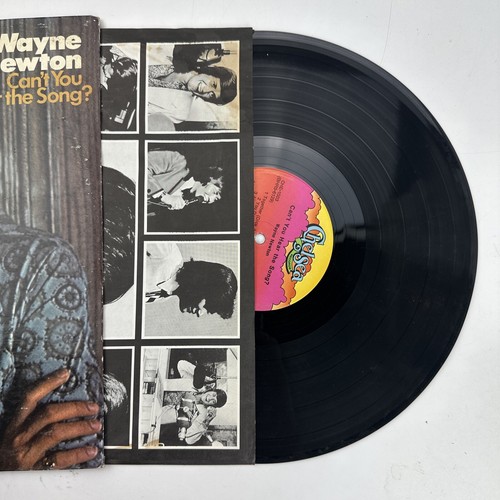 Wayne
ewton
Can't You
the Song?
Chelsea
Can't You Hear the Song?
Wayne Newton